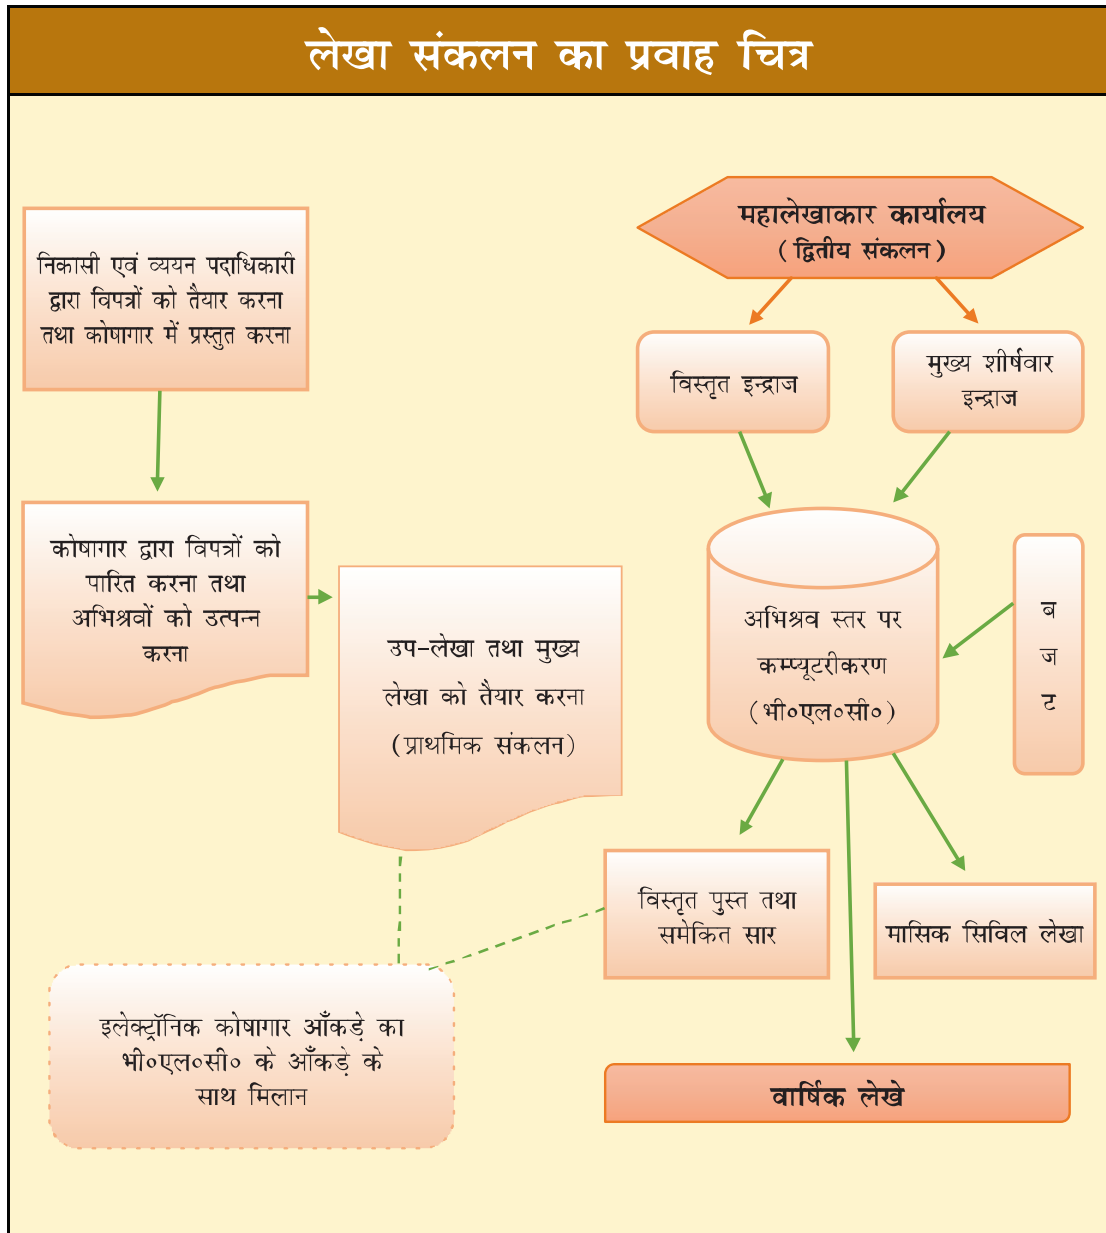 लेखा संकलन का प्रवाह चित्र
निकासी एवं व्ययन पदाधिकारी
द्वारा विपत्रों को तैयार करना
तथा कोषागार में प्रस्तुत करना
कोषागार द्वारा विपत्रों को
पारित करना तथा
अभिश्रवों को उत्पन्न
करना
उप-लेखा तथा मुख्य
लेखा को तैयार करना
(प्राथमिक संकलन)
इलेक्ट्रॉनिक कोषागार आँकड़े का
भी०एल०सी० के आँकड़े के
साथ मिलान
महालेखाकार कार्यालय
(द्वितीय संकलन)
विस्तृत इन्द्राज
मुख्य शीर्षवार
इन्द्राज
अभिश्रव स्तर पर
कम्प्यूटरीकरण
(भी०एल०सी०)
ब
ज
ट
विस्तृत पुस्त तथा
समेकित सार
मासिक सिविल लेखा
वार्षिक लेखे